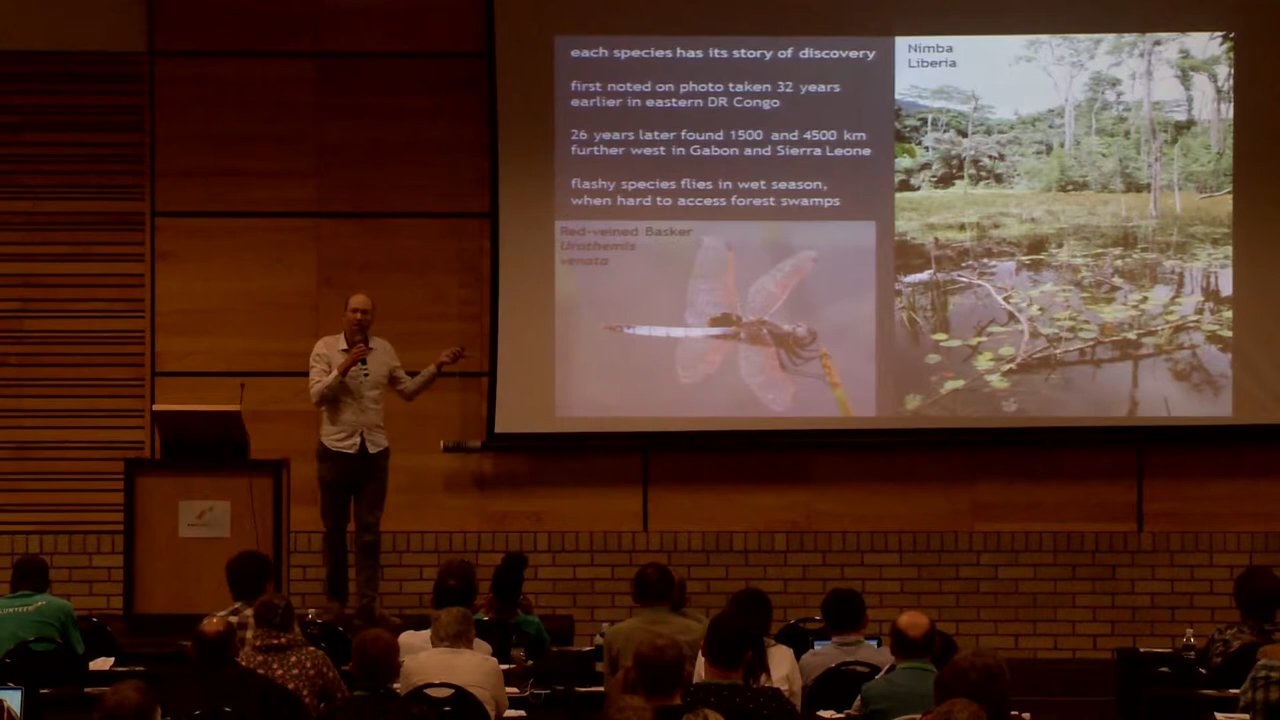 each species has its story of discovery
first noted on photo taken 32 years
earlier in eastern DR Congo
26 years later found 1500 and 4500 km
further west in Gabon and Sierra Leone
flashy species flies in wet season,
when hard to access forest swamps
Red-veined Basker
Urothemis
venata
Nimba
Liberia